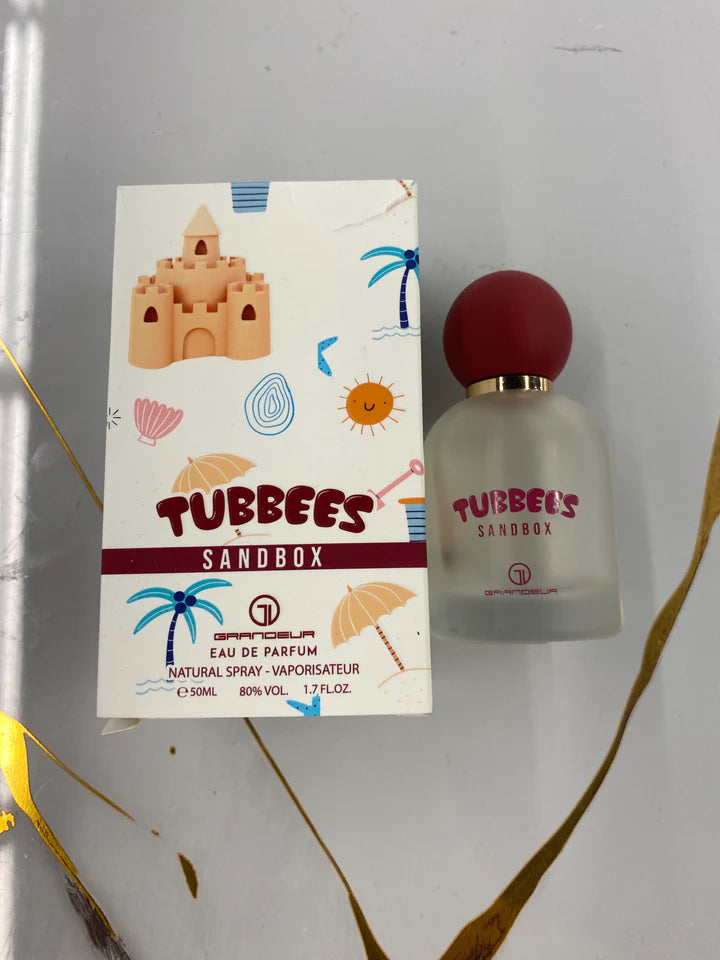 TUBBEES
SANDBOX
GRANDEUR
EAU DE PARFUM
NATURAL SPRAY - VAPORISATEUR
℮ 50ML 80% VOL. 1.7 FL.OZ.
TUBBEES
SANDBOX
GRANDEUR